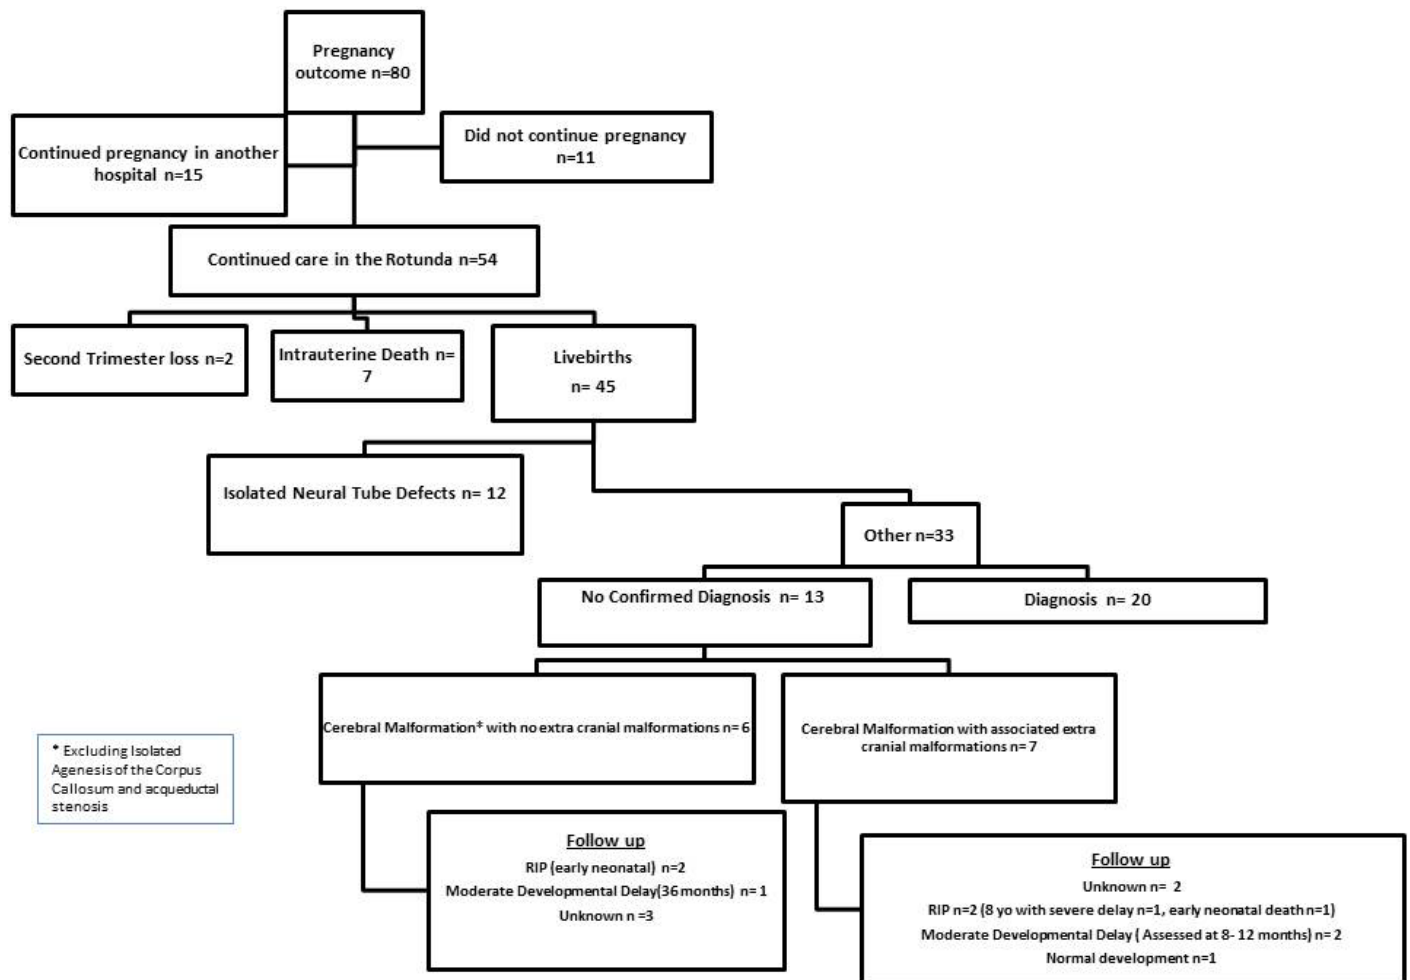 Pregnancy
outcome n=80
Did not continue pregnancy
n=11
Continued pregnancy in another
hospital n=15
Continued care in the Rotunda n=54
Second Trimester loss n=2
Intrauterine Death n=
7
Livebirths
n= 45
Isolated Neural Tube Defects n= 12
Other n=33
No Confirmed Diagnosis n= 13
Diagnosis n= 20
Cerebral Malformation* with no extra cranial malformations n= 6
Cerebral Malformation with associated extra
cranial malformations n= 7
* Excluding Isolated
Agenesis of the Corpus
Callosum and acqueductal
stenosis
Follow up
RIP (early neonatal) n=2
Moderate Developmental Delay(36 months) n= 1
Unknown n =3
Follow up
Unknown n= 2
RIP n=2 (8 yo with severe delay n=1, early neonatal death n=1)
Moderate Developmental Delay ( Assessed at 8- 12 months) n= 2
Normal development n=1